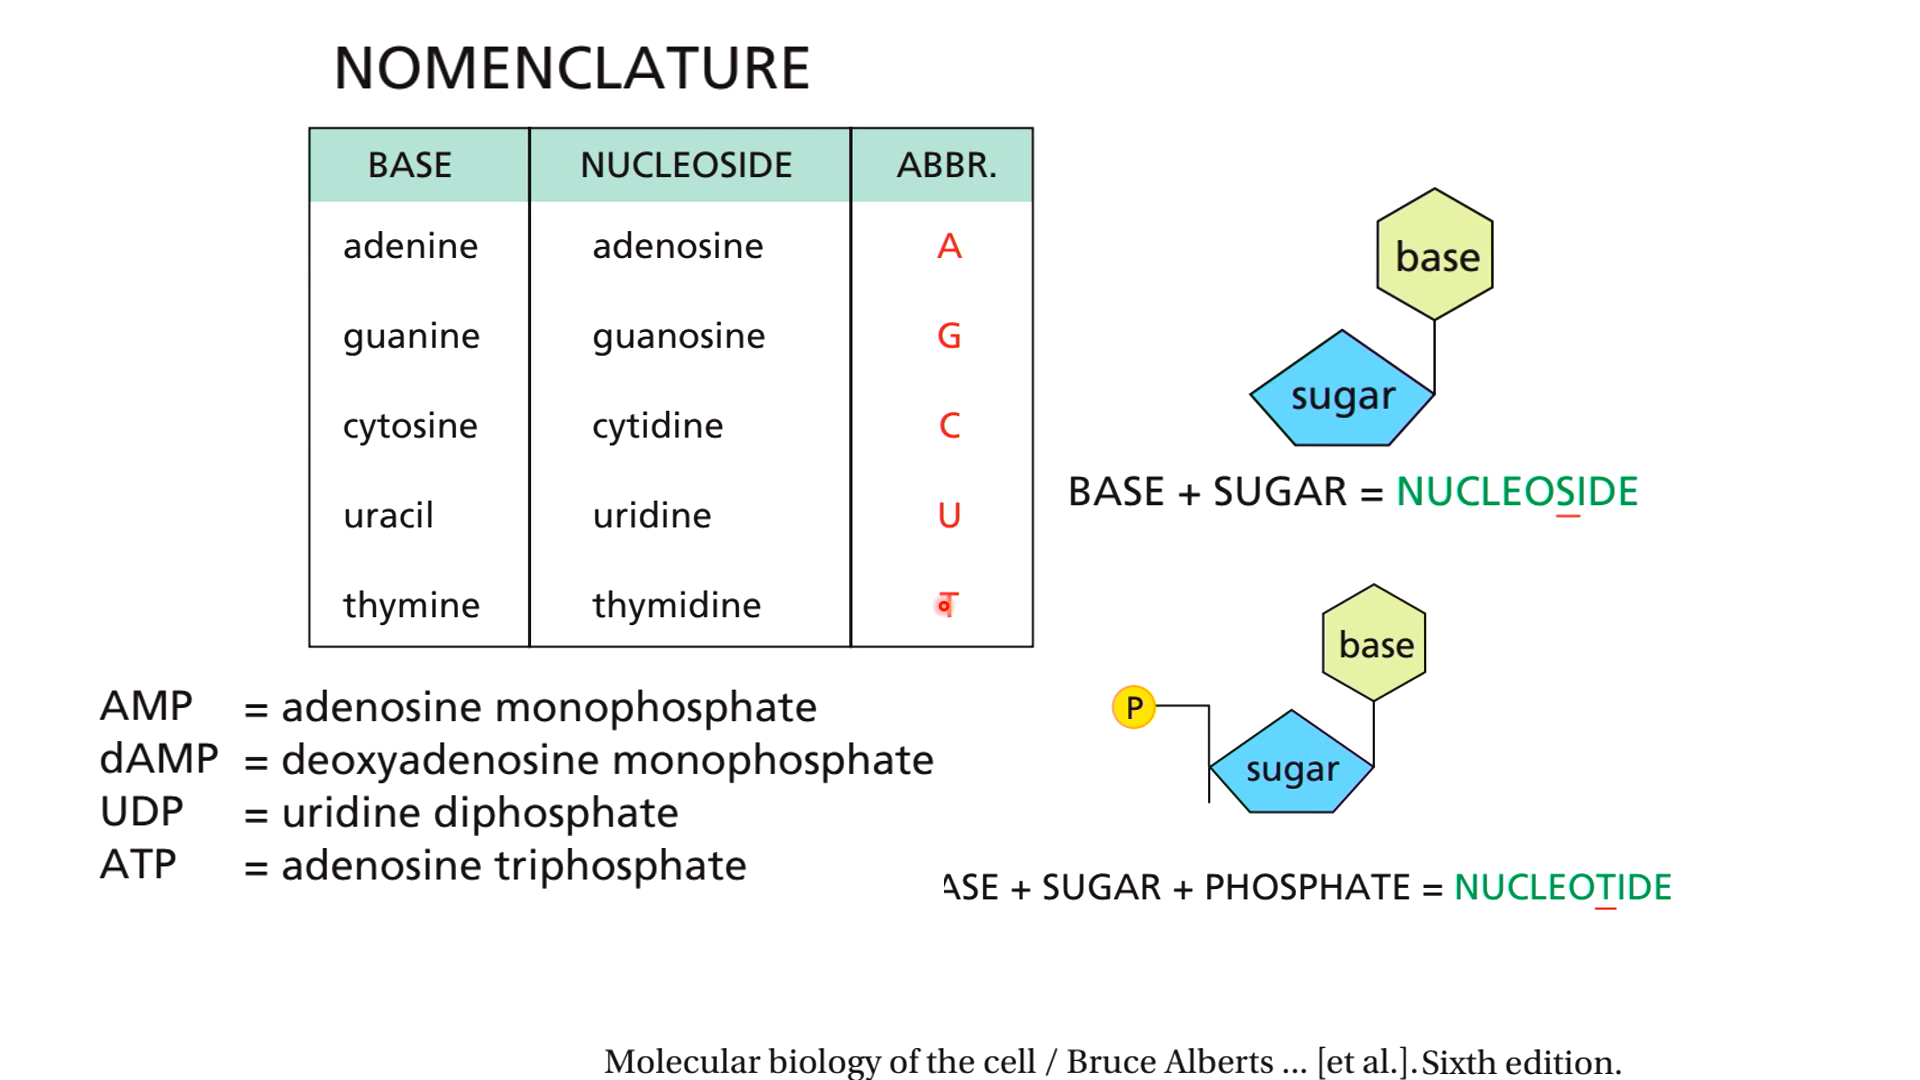 NOMENCLATURE
BASE NUCLEOSIDE ABBR.
adenine adenosine A
guanine guanosine G
cytosine cytidine C
uracil uridine U
thymine thymidine T
AMP = adenosine monophosphate
dAMP = deoxyadenosine monophosphate
UDP = uridine diphosphate
ATP = adenosine triphosphate
base
sugar
BASE + SUGAR = NUCLEOSIDE
base
P
sugar
ASE + SUGAR + PHOSPHATE = NUCLEOTIDE
Molecular biology of the cell / Bruce Alberts ... [et al.]. Sixth edition.